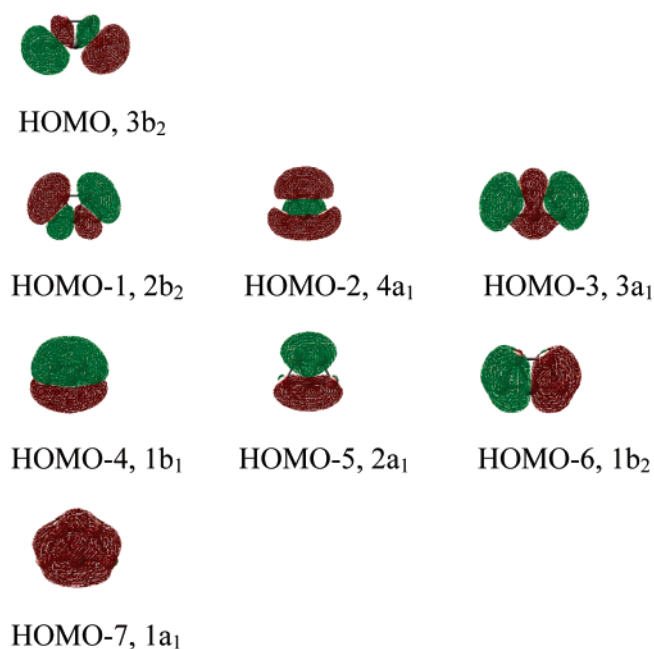 HOMO, 3b₂
HOMO-1, 2b₂ HOMO-2, 4a₁ HOMO-3, 3a₁
HOMO-4, 1b₁ HOMO-5, 2a₁ HOMO-6, 1b₂
HOMO-7, 1a₁